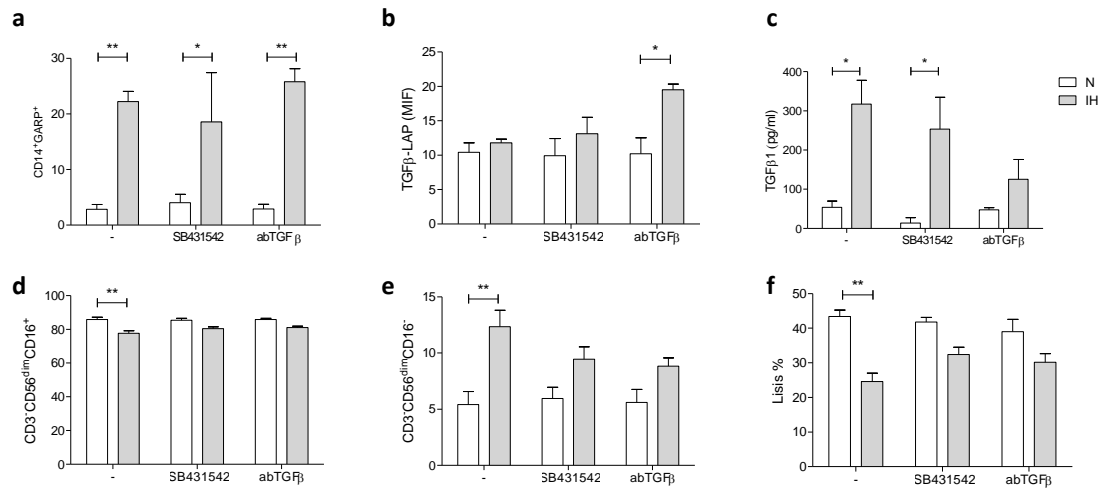 a
b
c
** * **
30
20
10
0
CD14⁺GARP⁺
- SB431542 abTGFβ
*
25
20
15
10
5
0
TGFβ-LAP (MIF)
- SB431542 abTGFβ
* *
400
300
200
100
0
TGFβ1 (pg/ml)
- SB431542 abTGFβ
N
IH
d
e
f
**
100
80
60
40
20
0
CD3⁻CD56ᵈⁱᵐCD16⁺
- SB431542 abTGFβ
**
15
10
5
0
CD3⁻CD56ᵈⁱᵐCD16⁻
- SB431542 abTGFβ
**
50
40
30
20
10
0
Lisis %
- SB431542 abTGFβ